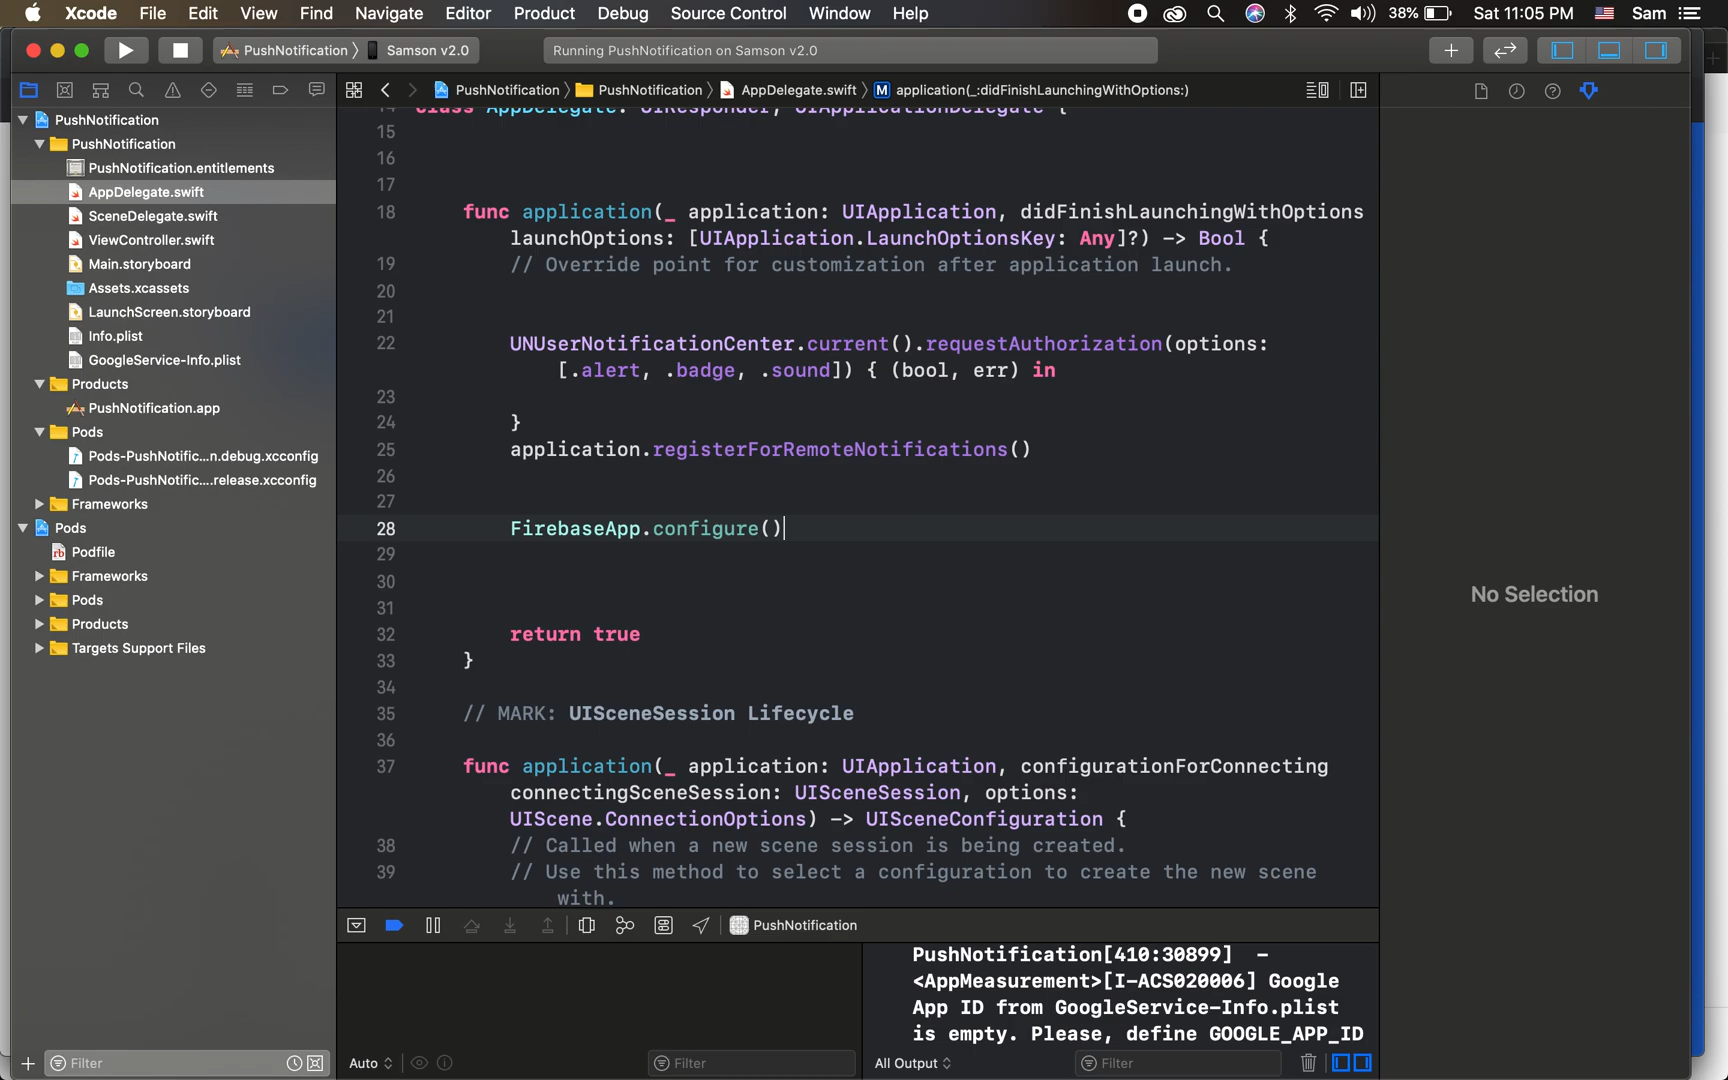 Xcode File Edit View Find Navigate Editor Product Debug Source Control Window Help 38% Sat 11:05 PM Sam
PushNotification Samson v2.0 Running PushNotification on Samson v2.0
PushNotification PushNotification AppDelegate.swift M application(_:didFinishLaunchingWithOptions:)
PushNotification
PushNotification
PushNotification.entitlements
AppDelegate.swift
SceneDelegate.swift
ViewController.swift
Main.storyboard
Assets.xcassets
LaunchScreen.storyboard
Info.plist
GoogleService-Info.plist
Products
PushNotification.app
Pods
Pods-PushNotific...n.debug.xcconfig
Pods-PushNotific....release.xcconfig
Frameworks
Pods
Podfile
Frameworks
Pods
Products
Targets Support Files
Filter
14 class AppDelegate: UIResponder, UIApplicationDelegate {
15
16
17
18 func application(_ application: UIApplication, didFinishLaunchingWithOptions
launchOptions: [UIApplication.LaunchOptionsKey: Any]?) -> Bool {
19 // Override point for customization after application launch.
20
21
22 UNUserNotificationCenter.current().requestAuthorization(options:
[.alert, .badge, .sound]) { (bool, err) in
23
24 }
25 application.registerForRemoteNotifications()
26
27
28 FirebaseApp.configure()
29
30
31
32 return true
33 }
34
35 // MARK: UISceneSession Lifecycle
36
37 func application(_ application: UIApplication, configurationForConnecting
connectingSceneSession: UISceneSession, options:
UIScene.ConnectionOptions) -> UISceneConfiguration {
38 // Called when a new scene session is being created.
39 // Use this method to select a configuration to create the new scene
with.
No Selection
PushNotification
PushNotification[410:30899] -
<AppMeasurement>[I-ACS020006] Google
App ID from GoogleService-Info.plist
is empty. Please, define GOOGLE_APP_ID
Auto Filter All Output Filter